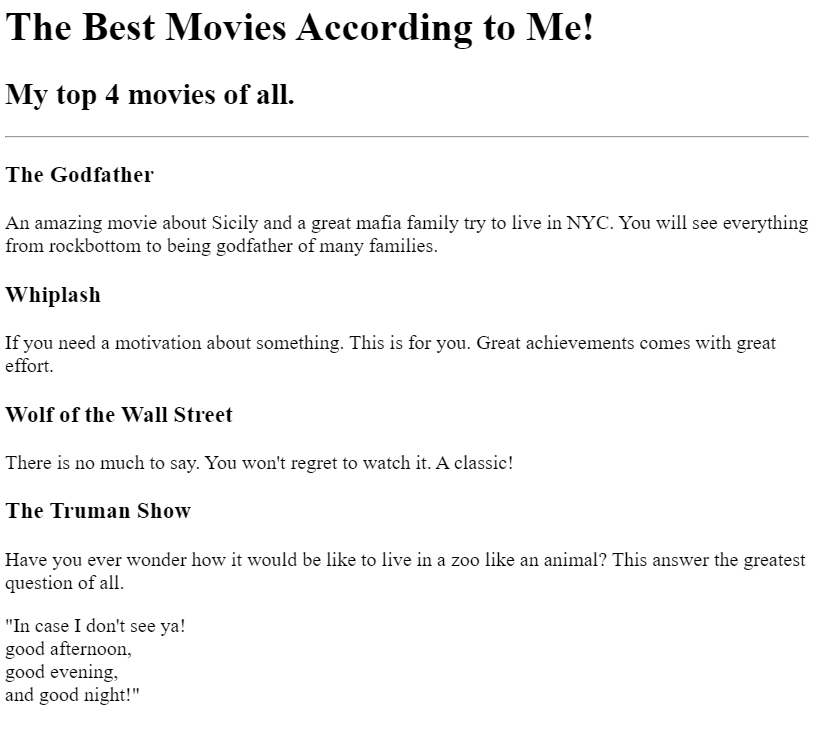 The Best Movies According to Me!
My top 4 movies of all.
The Godfather
An amazing movie about Sicily and a great mafia family try to live in NYC. You will see everything
from rockbottom to being godfather of many families.
Whiplash
If you need a motivation about something. This is for you. Great achievements comes with great
effort.
Wolf of the Wall Street
There is no much to say. You won't regret to watch it. A classic!
The Truman Show
Have you ever wonder how it would be like to live in a zoo like an animal? This answer the greatest
question of all.
"In case I don't see ya!
good afternoon,
good evening,
and good night!"